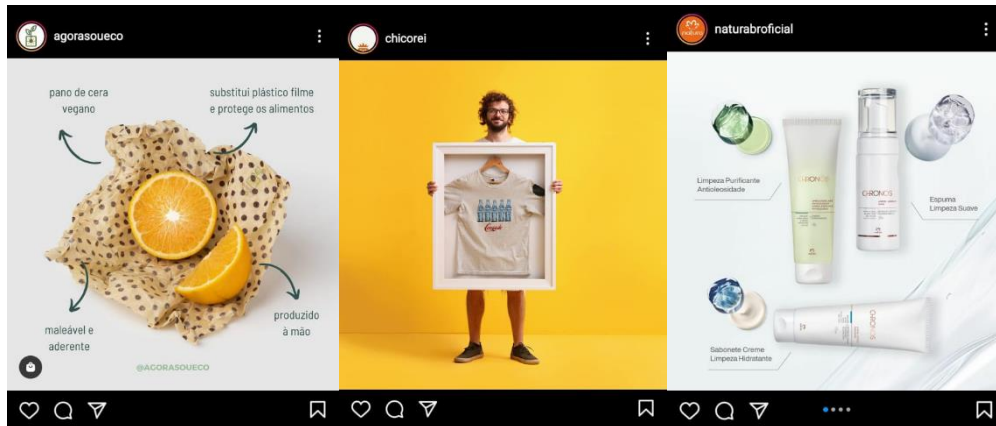 agorasoueco
pano de cera
vegano
substitui plástico filme
e protege os alimentos
maleável e
aderente
produzido
à mão
@AGORASOUECO
chicorei
natura
naturabroficial
Limpeza Purificante
Antioleosidade
CHRONOS
CHRONOS
Espuma
Limpeza Suave
Sabonete Creme
Limpeza Hidratante
CHRONOS